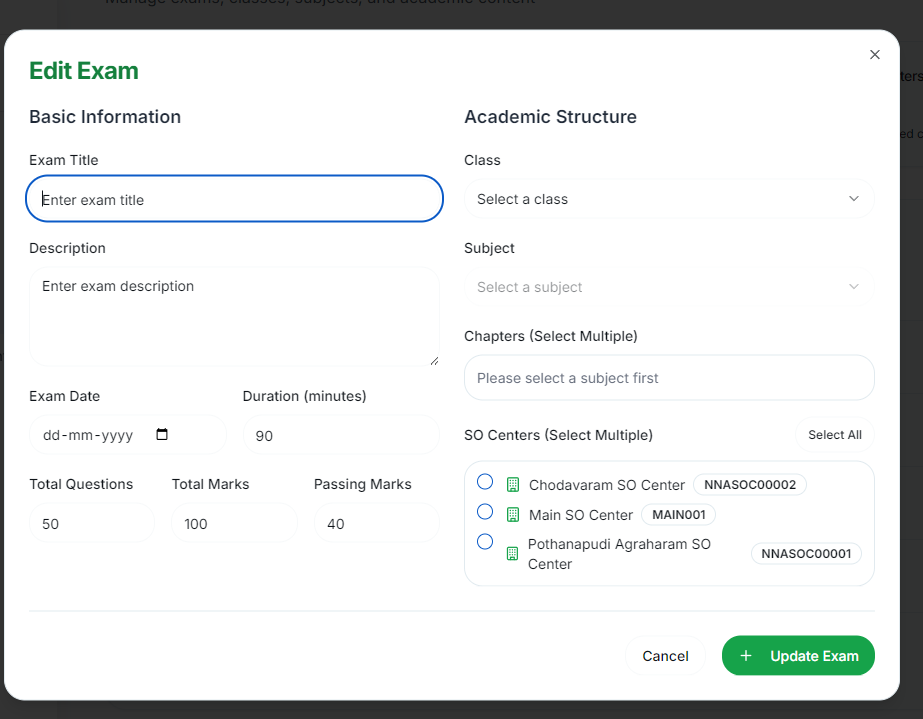 Manage exams, classes, subjects, and academic content
Edit Exam
Basic Information
Exam Title
Enter exam title
Description
Enter exam description
Exam Date
Duration (minutes)
dd-mm-yyyy
90
Total Questions
Total Marks
Passing Marks
50
100
40
Academic Structure
Class
Select a class
Subject
Select a subject
Chapters (Select Multiple)
Please select a subject first
SO Centers (Select Multiple)
Select All
Chodavaram SO Center NNASOC00002
Main SO Center MAIN001
Pothanapudi Agraharam SO
Center
NNASOC00001
Cancel
+ Update Exam